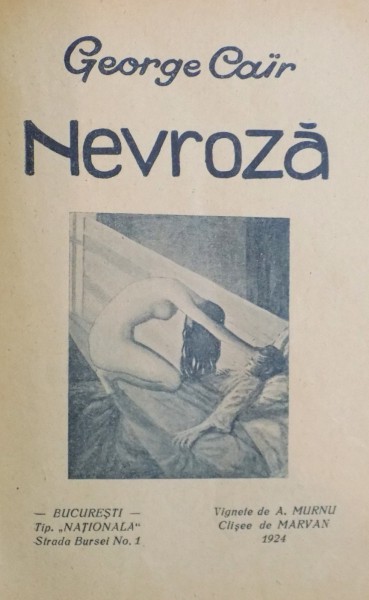 George Caïr
Nevroză
— BUCUREŞTI —
Tip. „NAŢIONALA“
Strada Bursei No. 1
Vignete de A. MURNU
Clişee de MARVAN
1924